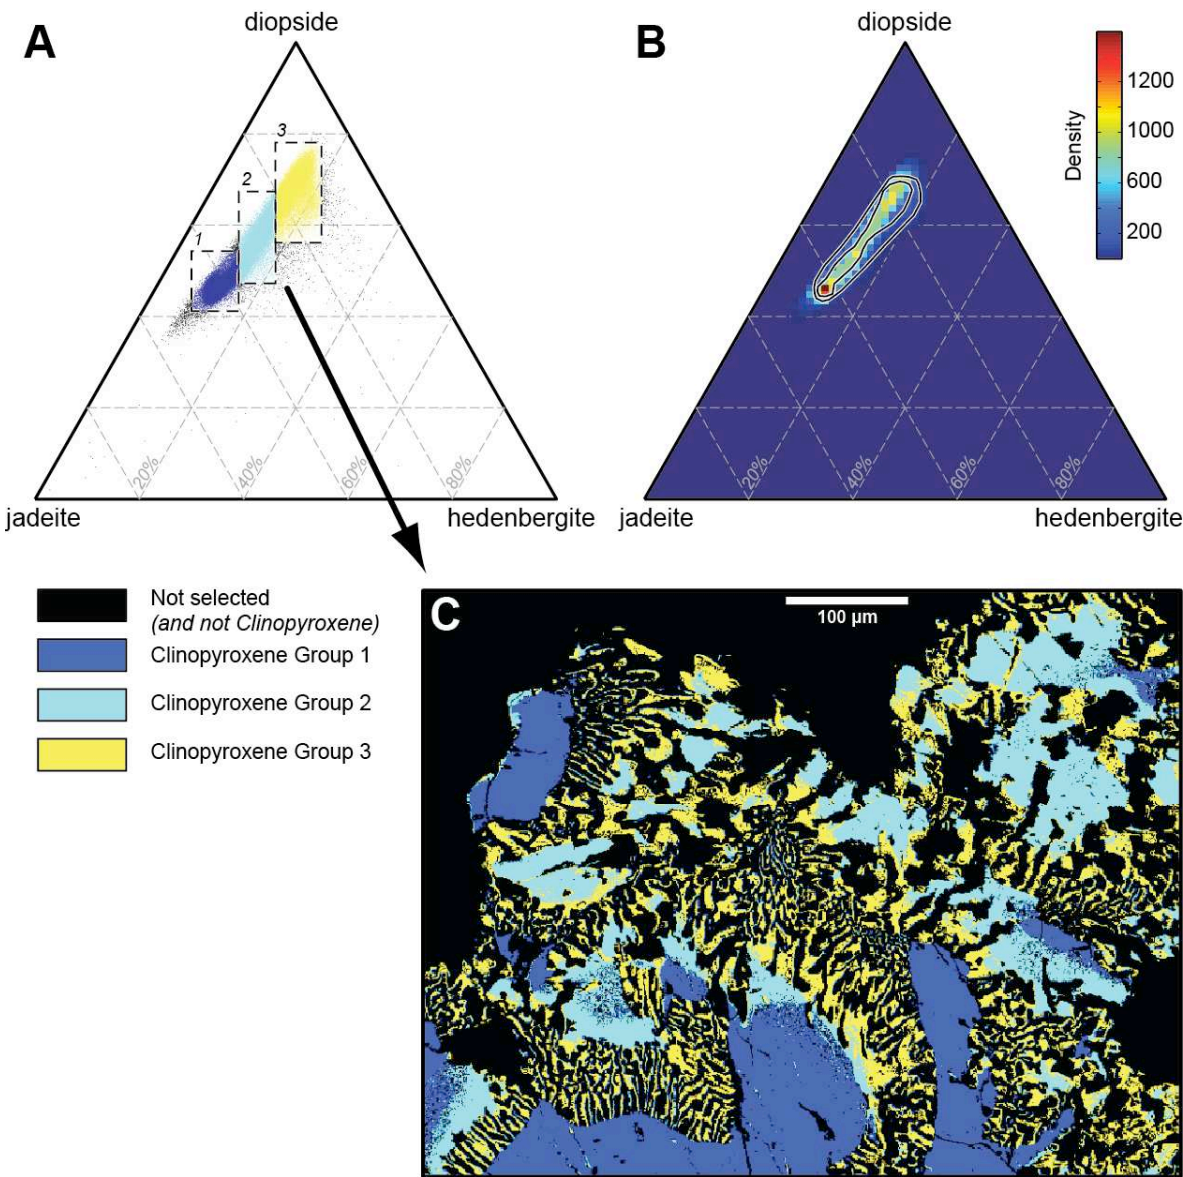 A
diopside
1
2
3
20%
40%
60%
80%
jadeite
hedenbergite
B
diopside
Density
1200
1000
600
200
20%
40%
60%
80%
jadeite
hedenbergite
Not selected
(and not Clinopyroxene)
Clinopyroxene Group 1
Clinopyroxene Group 2
Clinopyroxene Group 3
C
100 µm